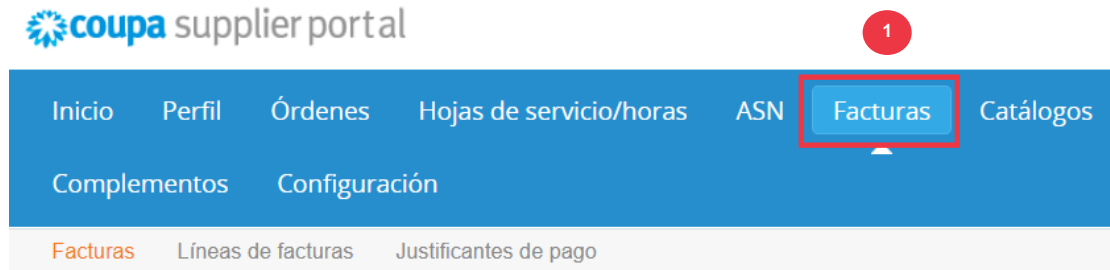 coupa supplier portal
1
Inicio Perfil Órdenes Hojas de servicio/horas ASN Facturas Catálogos
Complementos Configuración
Facturas Líneas de facturas Justificantes de pago